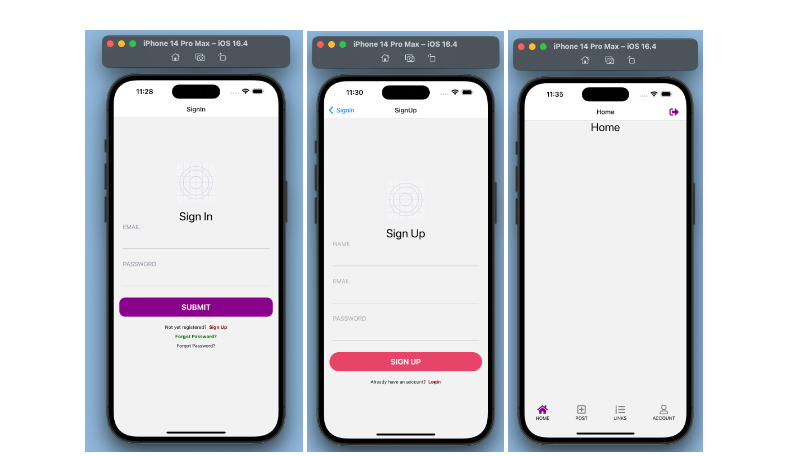 iPhone 14 Pro Max – iOS 16.4
11:28
SignIn
Sign In
EMAIL
PASSWORD
SUBMIT
Not yet registered? Sign Up
Forgot Password?
Forgot Password?
iPhone 14 Pro Max – iOS 16.4
11:30
SignIn
SignUp
Sign Up
NAME
EMAIL
PASSWORD
SIGN UP
Already have an account? Login
iPhone 14 Pro Max – iOS 16.4
11:35
Home
Home
HOME
POST
LINKS
ACCOUNT